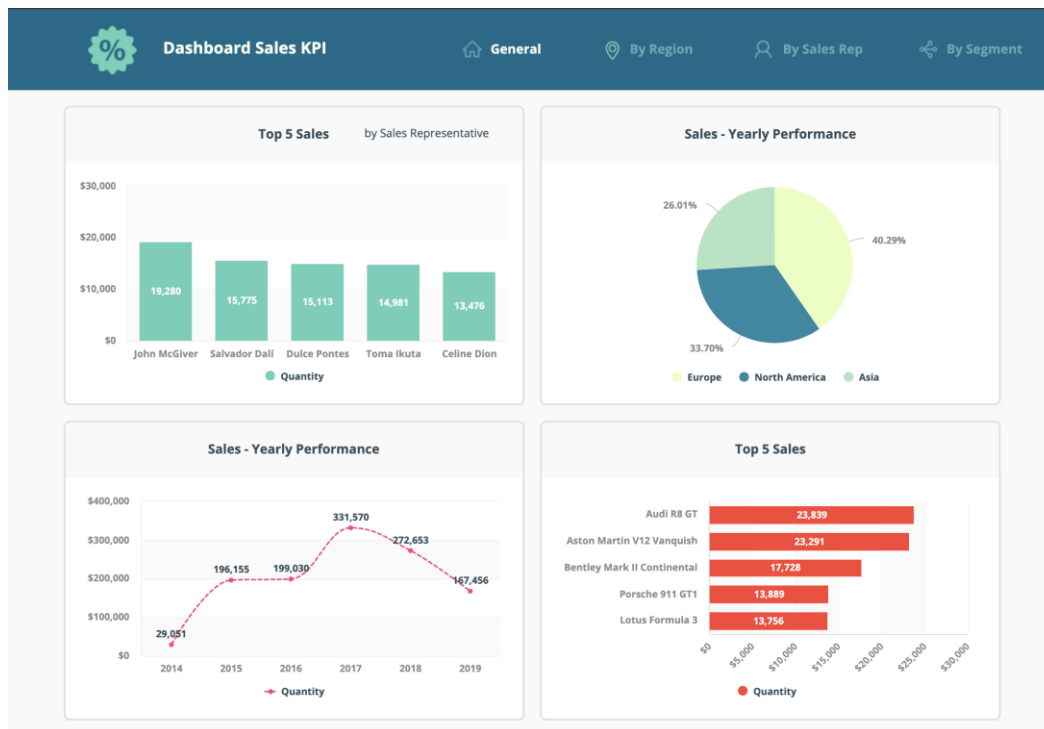 %
Dashboard Sales KPI
General
By Region
By Sales Rep
By Segment
Top 5 Sales by Sales Representative
$30,000
$20,000
$10,000
$0
19,280
15,775
15,113
14,981
13,476
John McGiver
Salvador Dalí
Dulce Pontes
Toma Ikuta
Celine Dion
Quantity
Sales - Yearly Performance
26.01%
40.29%
33.70%
Europe
North America
Asia
Sales - Yearly Performance
$400,000
$300,000
$200,000
$100,000
$0
29,051
196,155
199,030
331,570
272,653
167,456
2014
2015
2016
2017
2018
2019
Quantity
Top 5 Sales
Audi R8 GT 23,839
Aston Martin V12 Vanquish 23,291
Bentley Mark II Continental 17,728
Porsche 911 GT1 13,889
Lotus Formula 3 13,756
$0
$5,000
$10,000
$15,000
$20,000
$25,000
$30,000
Quantity